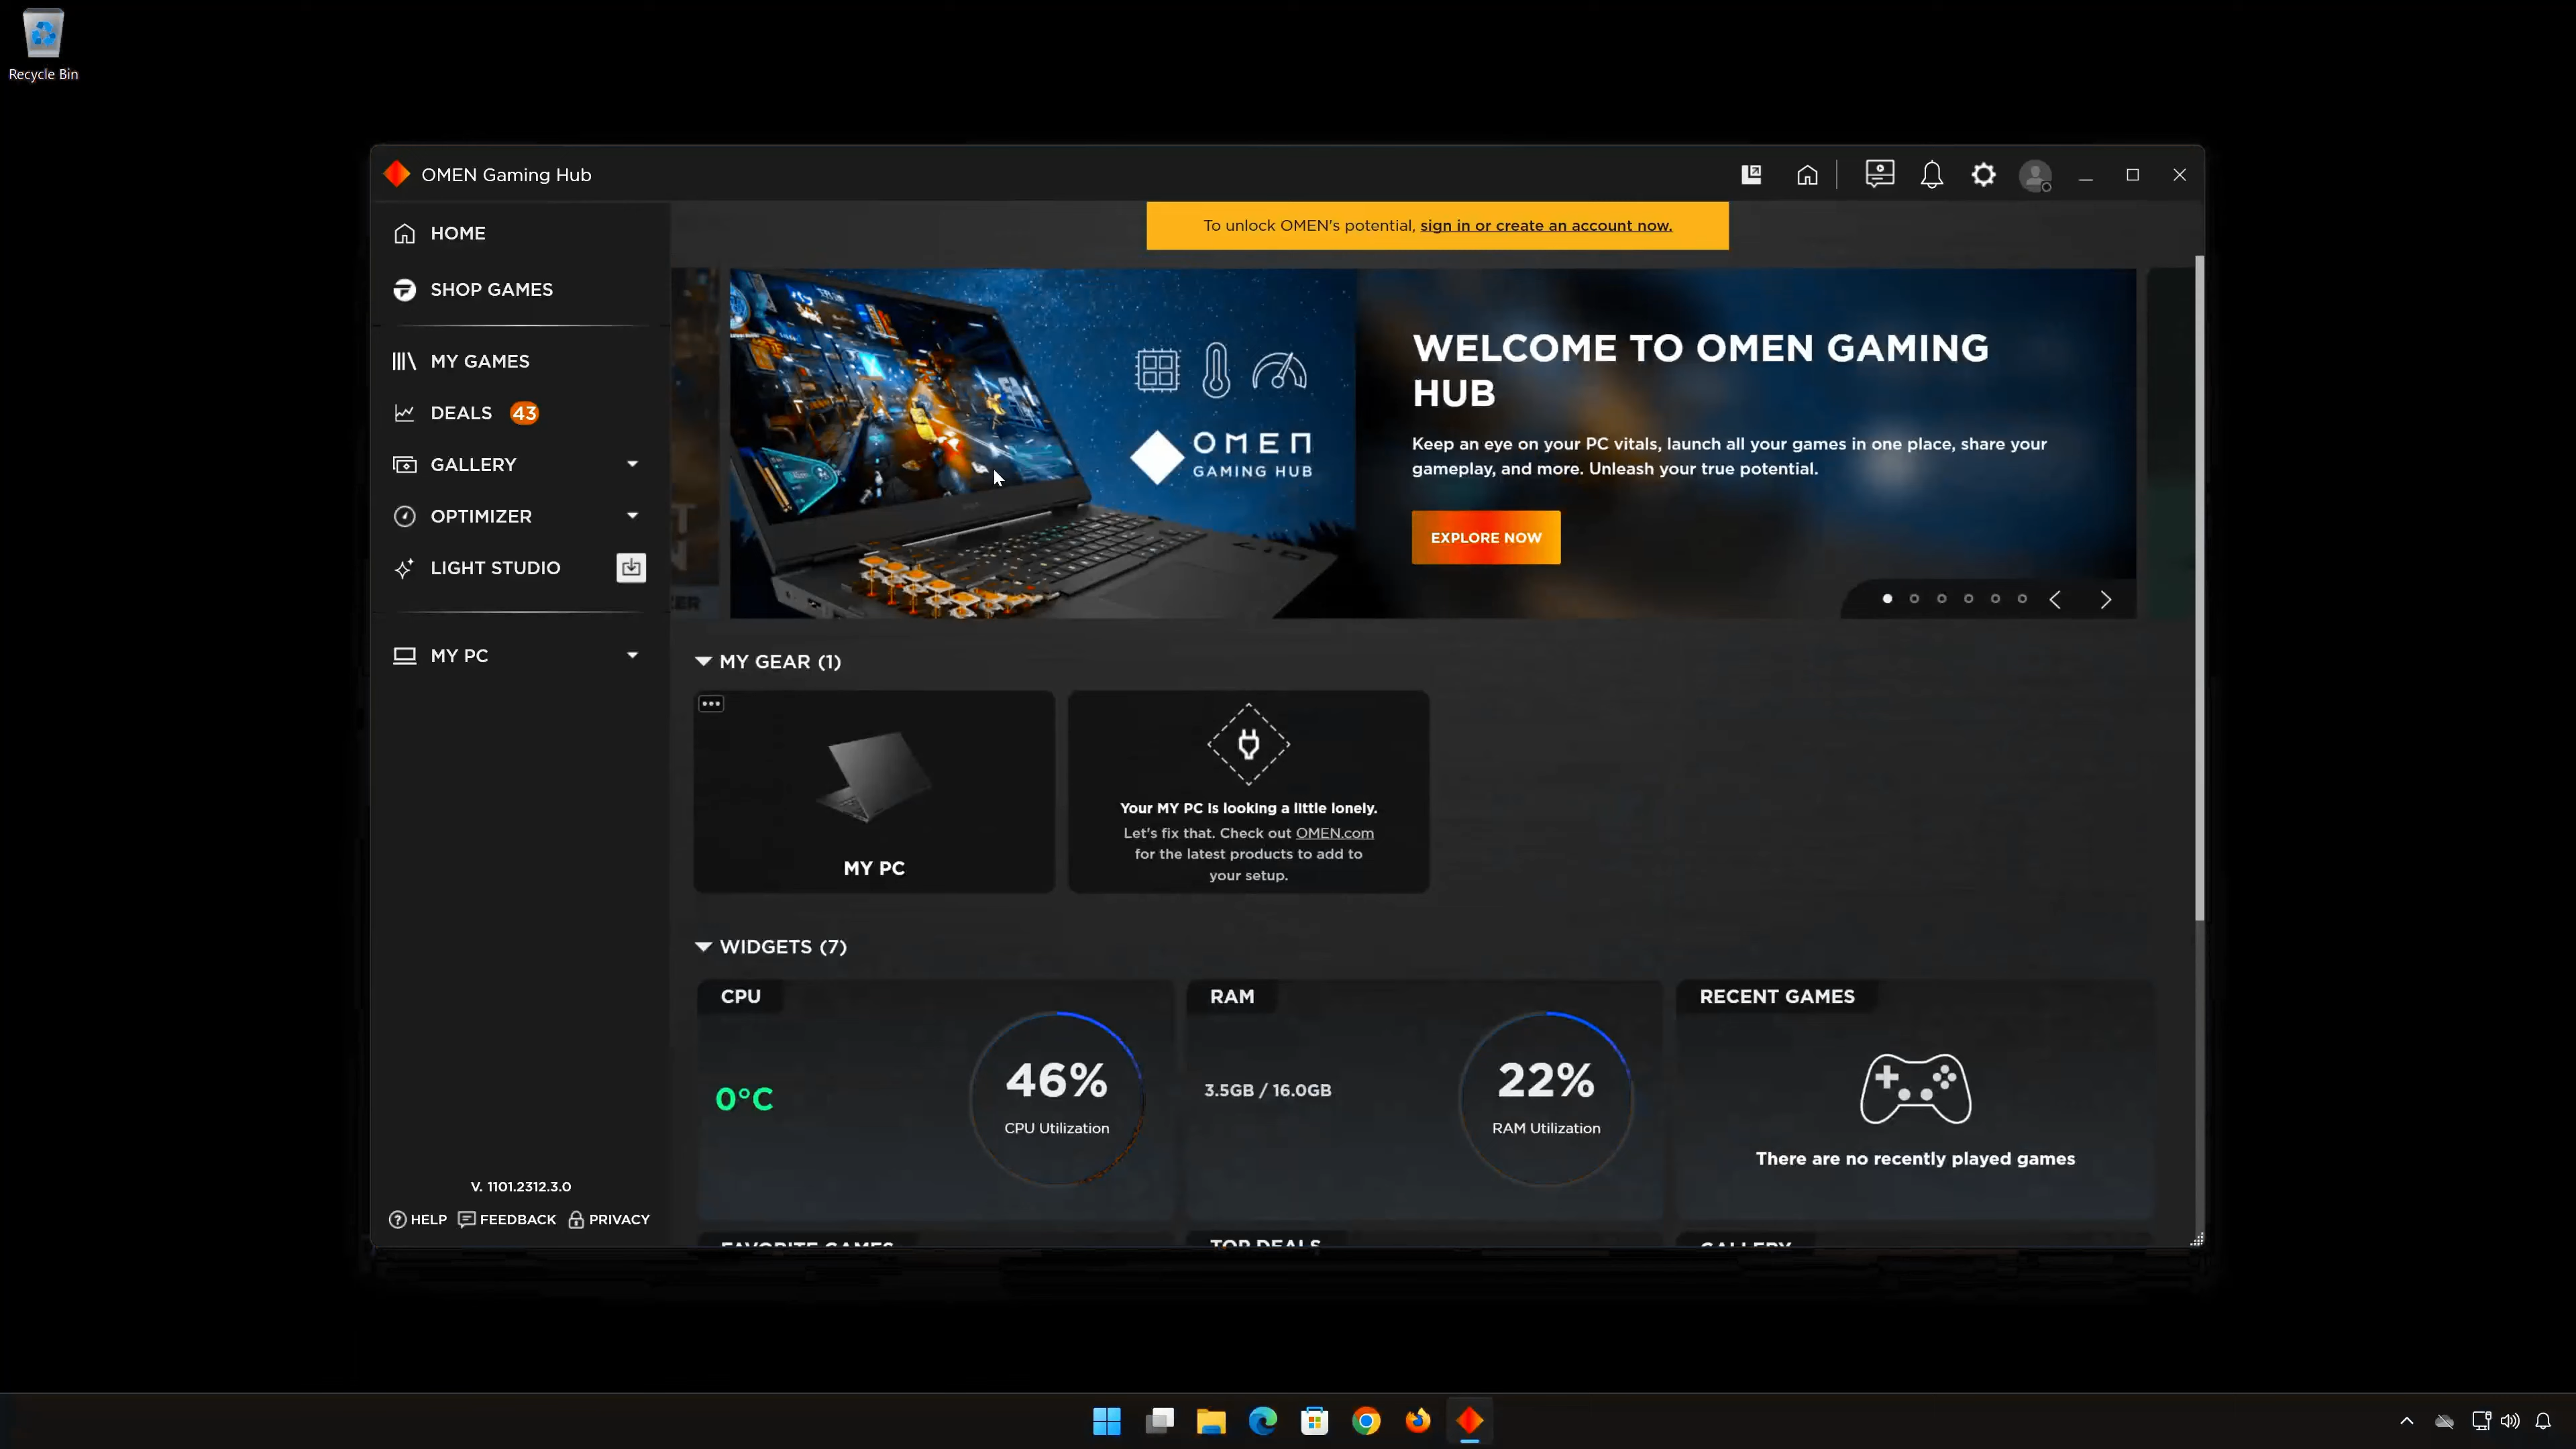 Recycle Bin
OMEN Gaming Hub
HOME
SHOP GAMES
MY GAMES
DEALS 43
GALLERY
OPTIMIZER
LIGHT STUDIO
MY PC
V. 1101.2312.3.0
HELP FEEDBACK PRIVACY
To unlock OMEN's potential, sign in or create an account now.
OMEN
GAMING HUB
WELCOME TO OMEN GAMING
HUB
Keep an eye on your PC vitals, launch all your games in one place, share your
gameplay, and more. Unleash your true potential.
EXPLORE NOW
MY GEAR (1)
MY PC
Your MY PC is looking a little lonely.
Let's fix that. Check out OMEN.com
for the latest products to add to
your setup.
WIDGETS (7)
CPU
0°C
46%
CPU Utilization
RAM
3.5GB / 16.0GB
22%
RAM Utilization
RECENT GAMES
There are no recently played games
FAVORITE GAMES
TOP DEALS
GALLERY